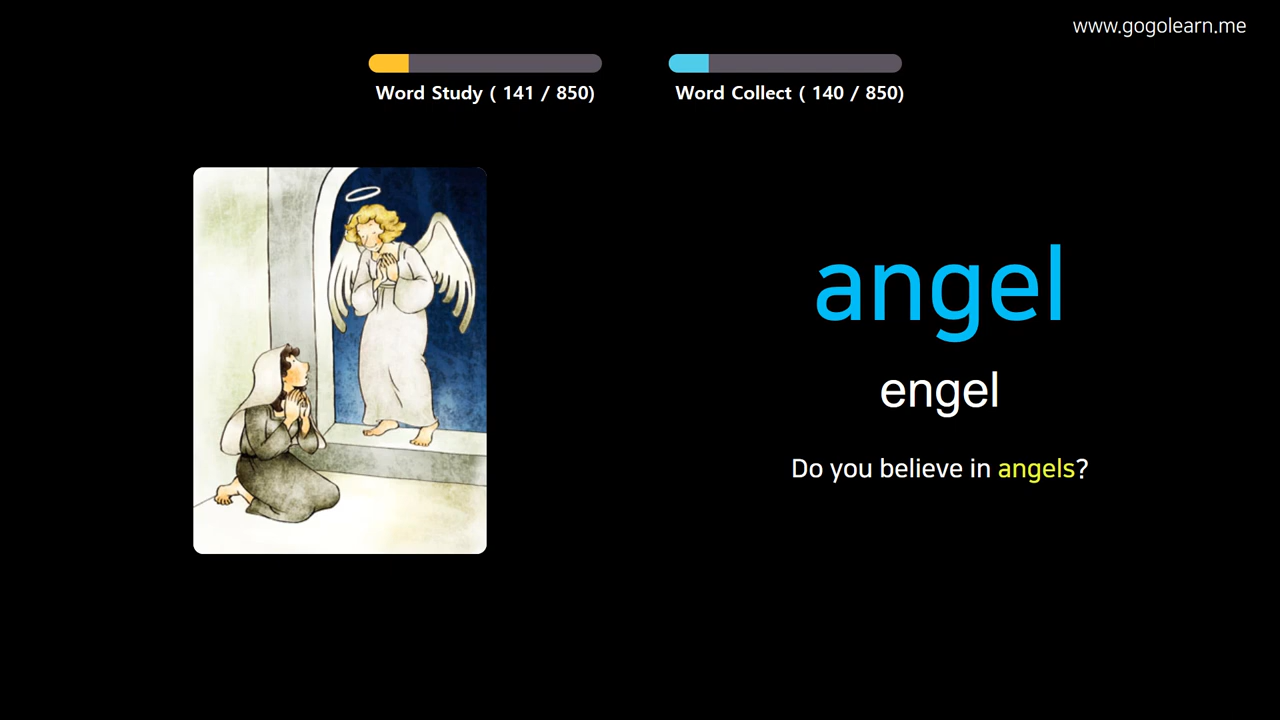 www.gogolearn.me
Word Study ( 141 / 850)
Word Collect ( 140 / 850)
angel
engel
Do you believe in angels?